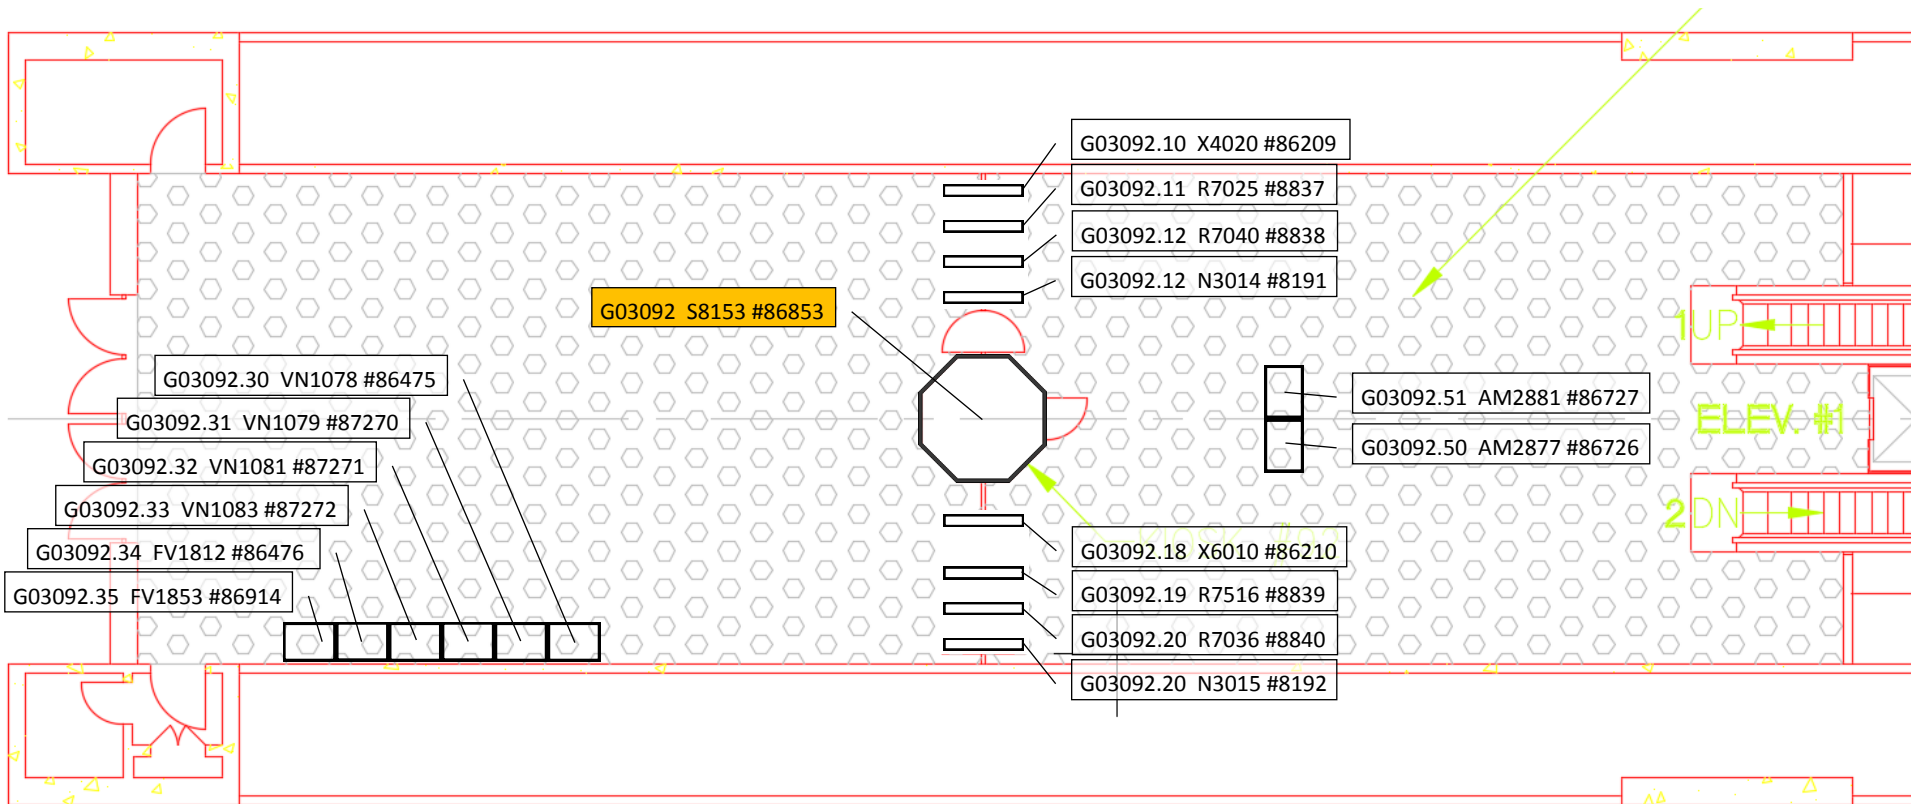 G03092.10 X4020 #86209
G03092.11 R7025 #8837
G03092.12 R7040 #8838
G03092.12 N3014 #8191
G03092 S8153 #86853
1UP
G03092.30 VN1078 #86475
G03092.51 AM2881 #86727
G03092.31 VN1079 #87270
ELEV. #1
G03092.50 AM2877 #86726
G03092.32 VN1081 #87271
G03092.33 VN1083 #87272
2DN
G03092.34 FV1812 #86476
G03092.18 X6010 #86210
G03092.35 FV1853 #86914
G03092.19 R7516 #8839
G03092.20 R7036 #8840
G03092.20 N3015 #8192